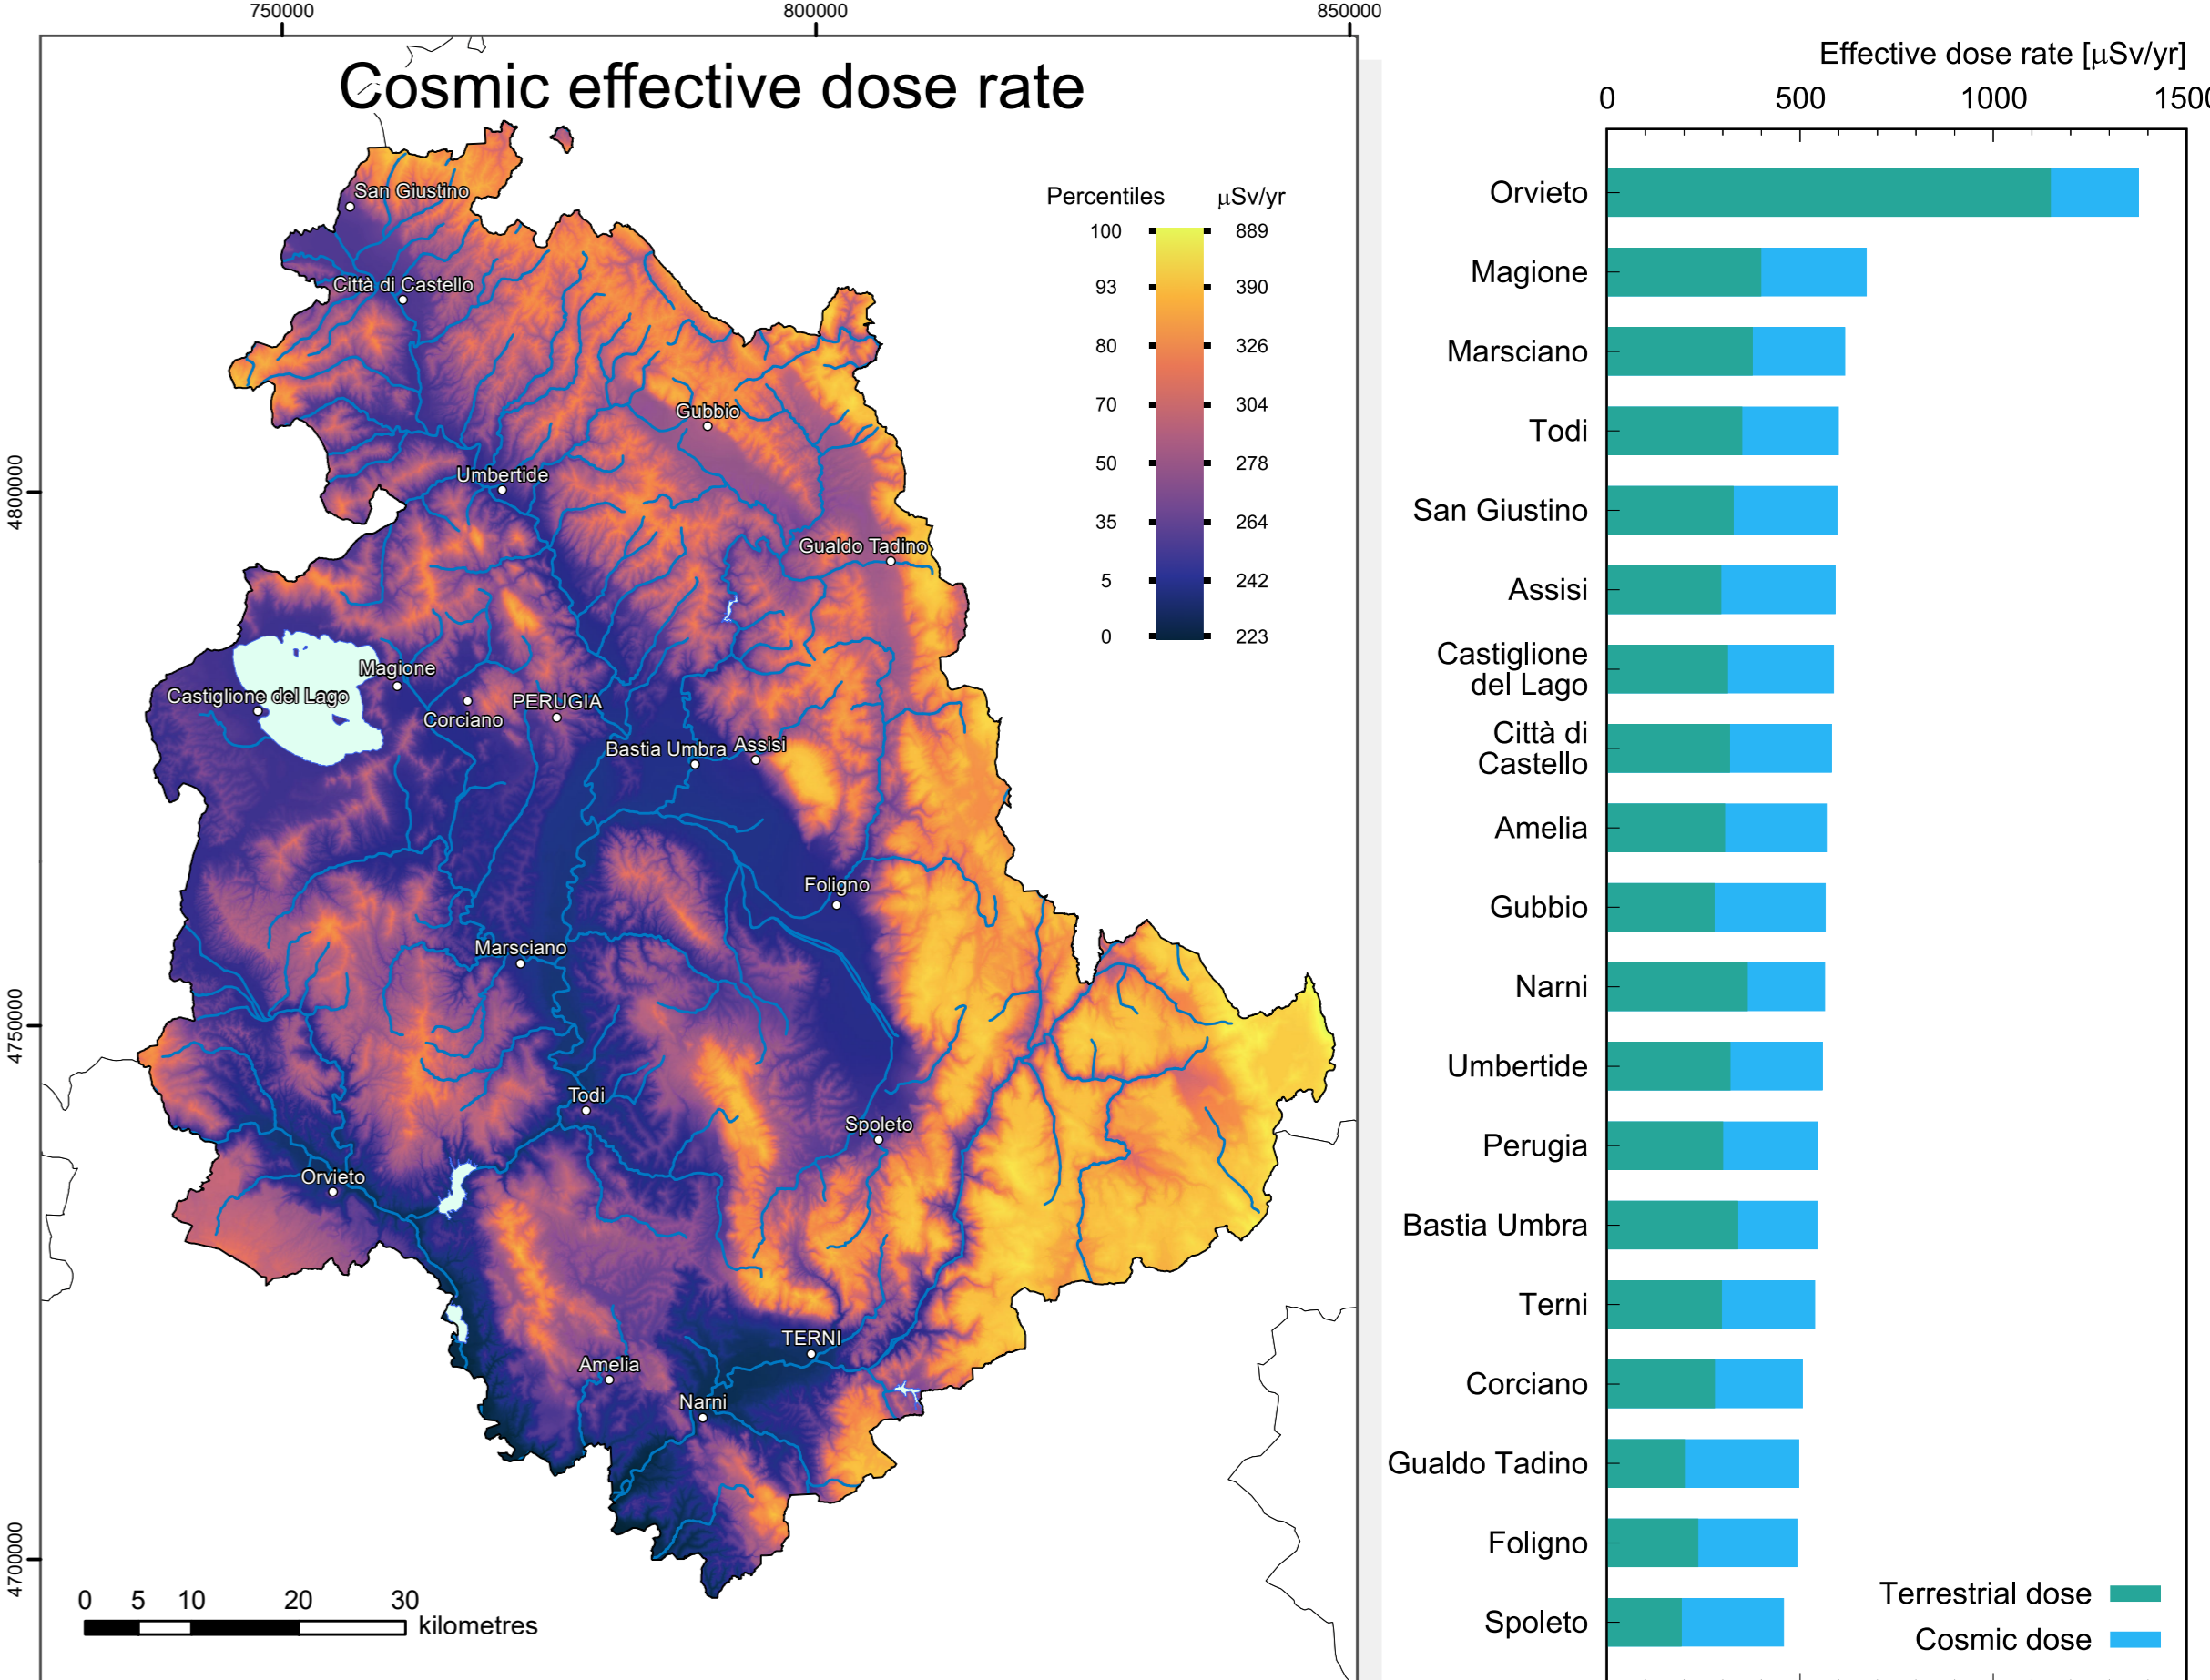 750000 800000 850000
Cosmic effective dose rate
4800000
4750000
4700000
Percentiles μSv/yr
100 889
93 390
80 326
70 304
50 278
35 264
5 242
0 223
San Giustino
Città di Castello
Gubbio
Umbertide
Gualdo Tadino
Magione
Castiglione del Lago
PERUGIA
Corciano
Bastia Umbra
Assisi
Foligno
Marsciano
Todi
Spoleto
Orvieto
TERNI
Amelia
Narni
0 5 10 20 30
kilometres
Effective dose rate [μSv/yr]
0 500 1000 150
Orvieto
Magione
Marsciano
Todi
San Giustino
Assisi
Castiglione
del Lago
Città di
Castello
Amelia
Gubbio
Narni
Umbertide
Perugia
Bastia Umbra
Terni
Corciano
Gualdo Tadino
Foligno
Spoleto
Terrestrial dose
Cosmic dose